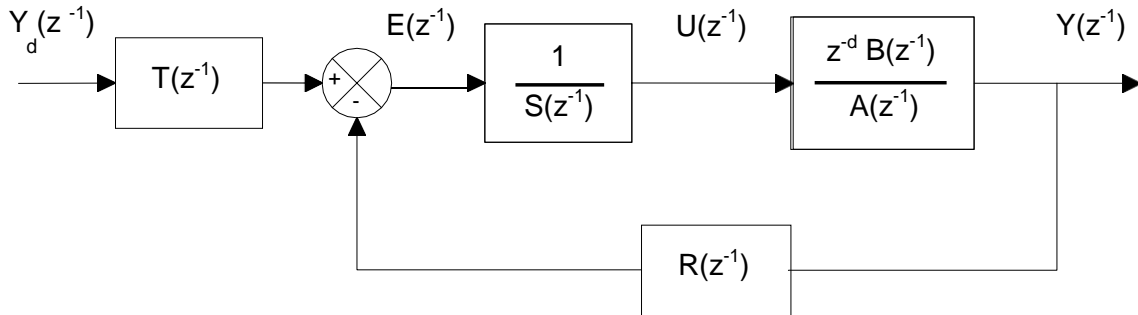 Y_d(z^-1)
E(z^-1)
U(z^-1)
Y(z^-1)
T(z^-1)
+
-
1
S(z^-1)
z^-d B(z^-1)
A(z^-1)
R(z^-1)